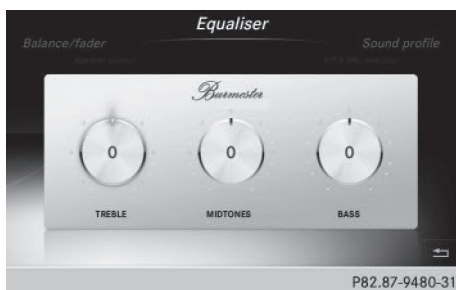 Equaliser
Balance/fader
Sound profile
Burmester
0 0 0
TREBLE MIDTONES BASS
P82.87-9480-31